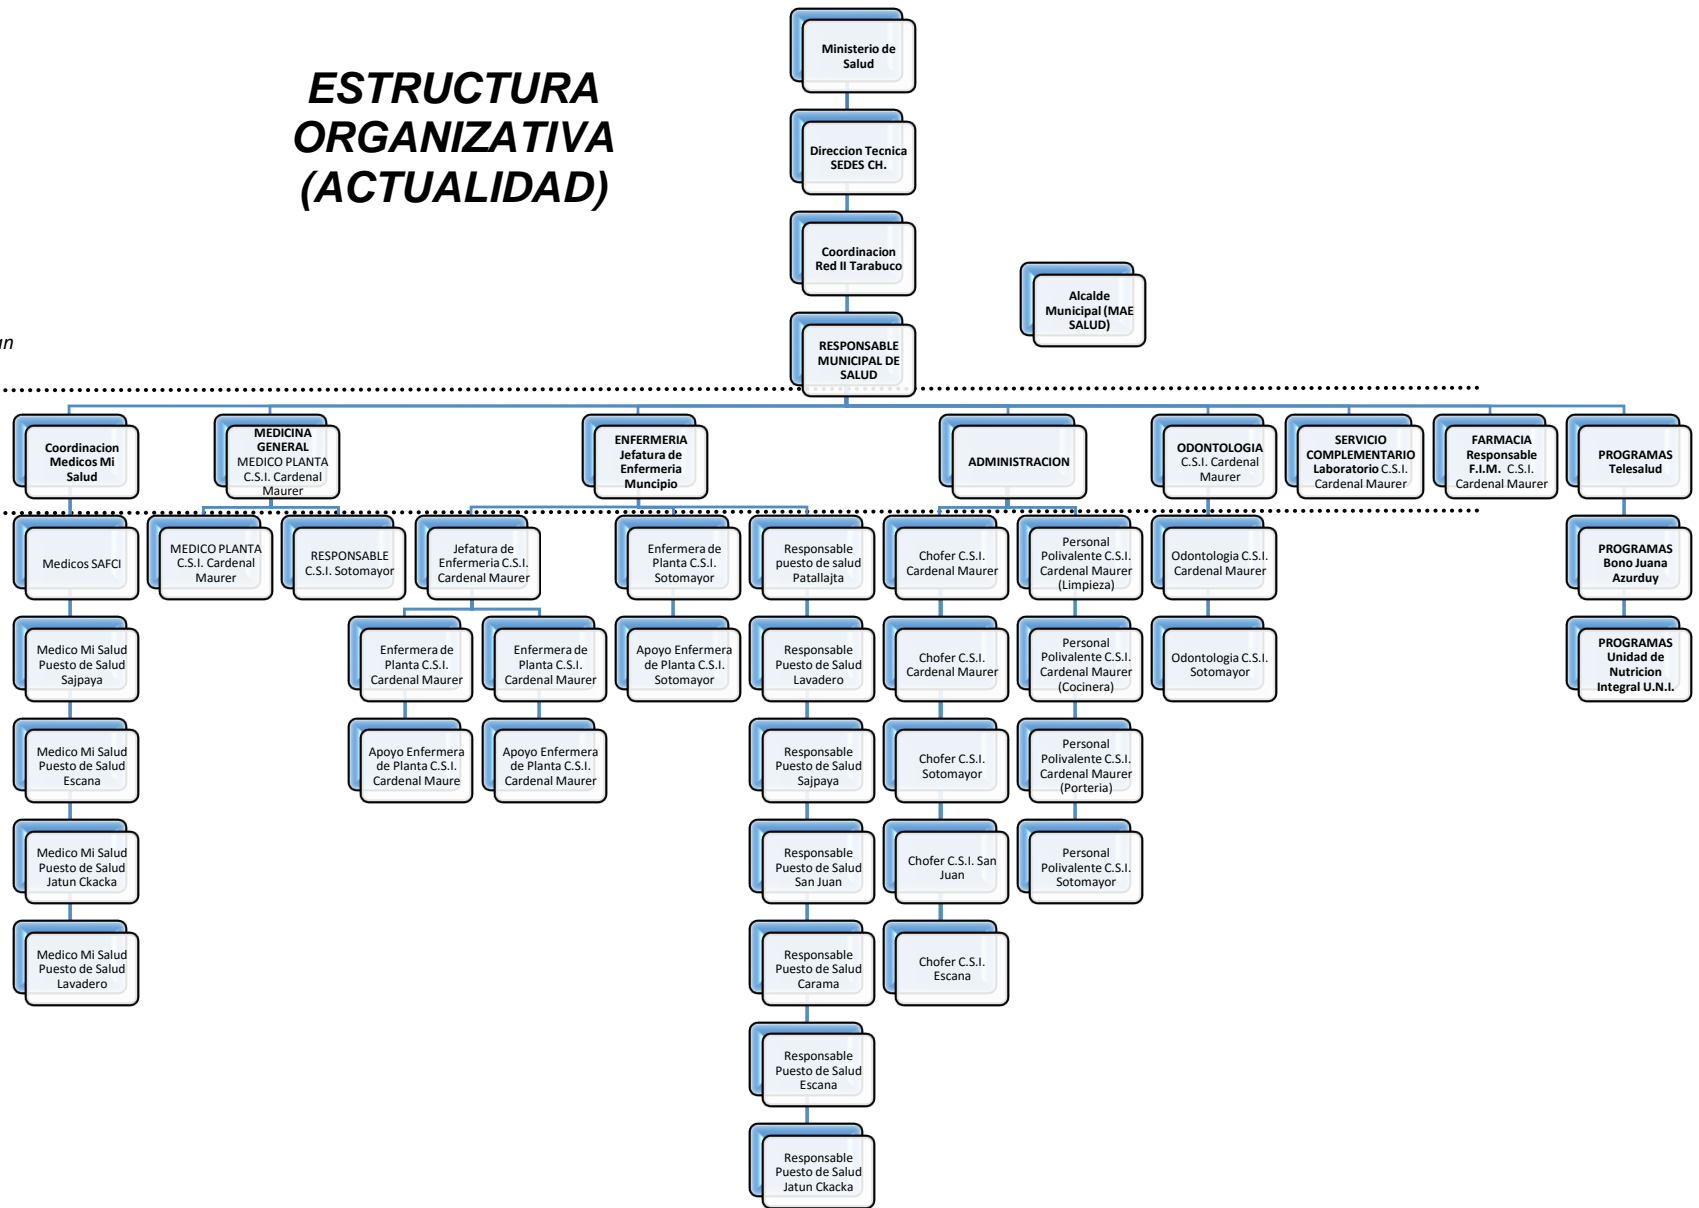 ESTRUCTURA
ORGANIZATIVA
(ACTUALIDAD)
Ministerio de
Salud
Direccion Tecnica
SEDES CH.
Coordinacion
Red II Tarabuco
Alcalde
Municipal (MAE
SALUD)
RESPONSABLE
MUNICIPAL DE
SALUD
Coordinacion
Medicos Mi
Salud
MEDICINA
GENERAL
MEDICO PLANTA
C.S.I. Cardenal
Maurer
ENFERMERIA
Jefatura de
Enfermeria
Muncipio
ADMINISTRACION
ODONTOLOGIA
C.S.I. Cardenal
Maurer
SERVICIO
COMPLEMENTARIO
Laboratorio C.S.I.
Cardenal Maurer
FARMACIA
Responsable
F.I.M. C.S.I.
Cardenal Maurer
PROGRAMAS
Telesalud
Medicos SAFCI
MEDICO PLANTA
C.S.I. Cardenal
Maurer
RESPONSABLE
C.S.I. Sotomayor
Jefatura de
Enfermeria C.S.I.
Cardenal Maurer
Enfermera de
Planta C.S.I.
Sotomayor
Responsable
puesto de salud
Patallajta
Chofer C.S.I.
Cardenal Maurer
Personal
Polivalente C.S.I.
Cardenal Maurer
(Limpieza)
Odontologia C.S.I.
Cardenal Maurer
PROGRAMAS
Bono Juana
Azurduy
Medico Mi Salud
Puesto de Salud
Sajpaya
Enfermera de
Planta C.S.I.
Cardenal Maurer
Enfermera de
Planta C.S.I.
Cardenal Maurer
Apoyo Enfermera
de Planta C.S.I.
Sotomayor
Responsable
Puesto de Salud
Lavadero
Chofer C.S.I.
Cardenal Maurer
Personal
Polivalente C.S.I.
Cardenal Maurer
(Cocinera)
Odontologia C.S.I.
Sotomayor
PROGRAMAS
Unidad de
Nutricion
Integral U.N.I.
Medico Mi Salud
Puesto de Salud
Escana
Apoyo Enfermera
de Planta C.S.I.
Cardenal Maure
Apoyo Enfermera
de Planta C.S.I.
Cardenal Maurer
Responsable
Puesto de Salud
Sajpaya
Chofer C.S.I.
Sotomayor
Personal
Polivalente C.S.I.
Cardenal Maurer
(Porteria)
Medico Mi Salud
Puesto de Salud
Jatun Ckacka
Responsable
Puesto de Salud
San Juan
Chofer C.S.I. San
Juan
Personal
Polivalente C.S.I.
Sotomayor
Medico Mi Salud
Puesto de Salud
Lavadero
Responsable
Puesto de Salud
Carama
Chofer C.S.I.
Escana
Responsable
Puesto de Salud
Escana
Responsable
Puesto de Salud
Jatun Ckacka